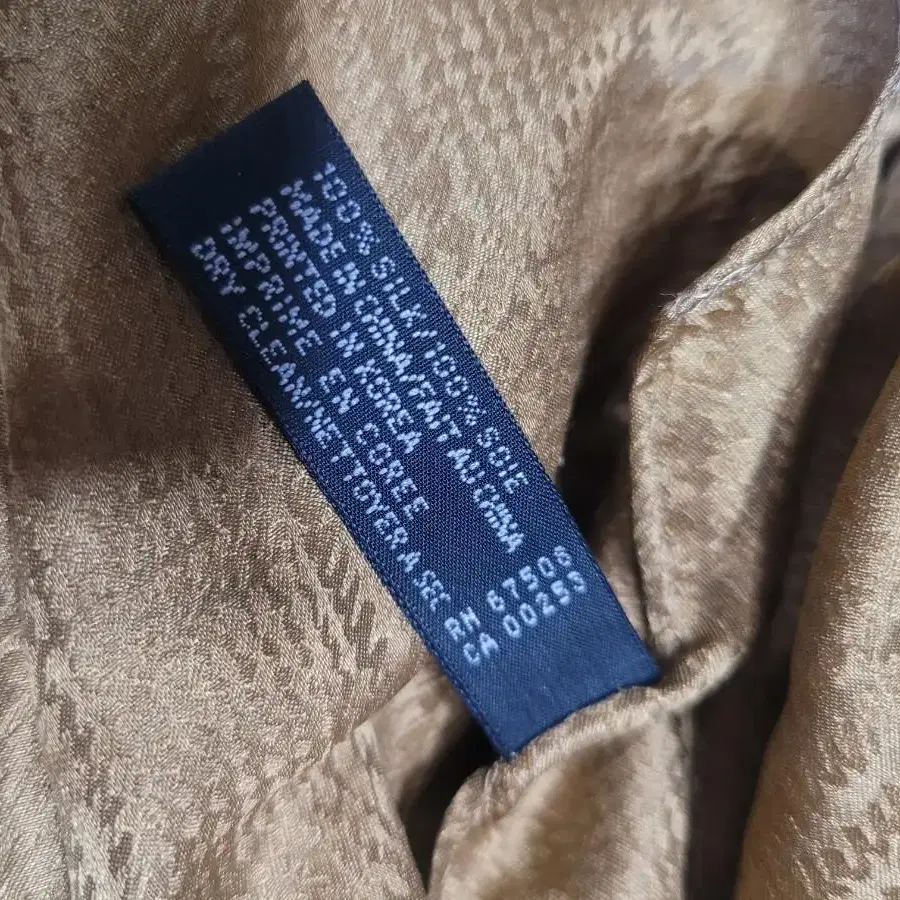 100% SILK/100% SOIE
MADE IN CHINA/FAIT AU CHINA
PRINTED IN KOREA
IMPRIME EN COREE
DRY CLEAN/NETTOYER A SEC
RN 67508
CA 00253